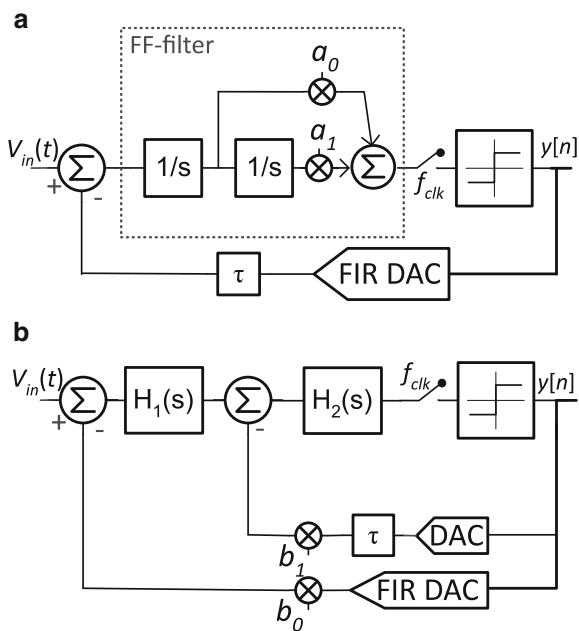 a
FF-filter
a0
Vin(t)
Σ
+
-
1/s
1/s
a1
Σ
fclk
y[n]
τ
FIR DAC
b
Vin(t)
Σ
+
-
H1(s)
Σ
-
H2(s)
fclk
y[n]
b1
τ
DAC
b0
FIR DAC